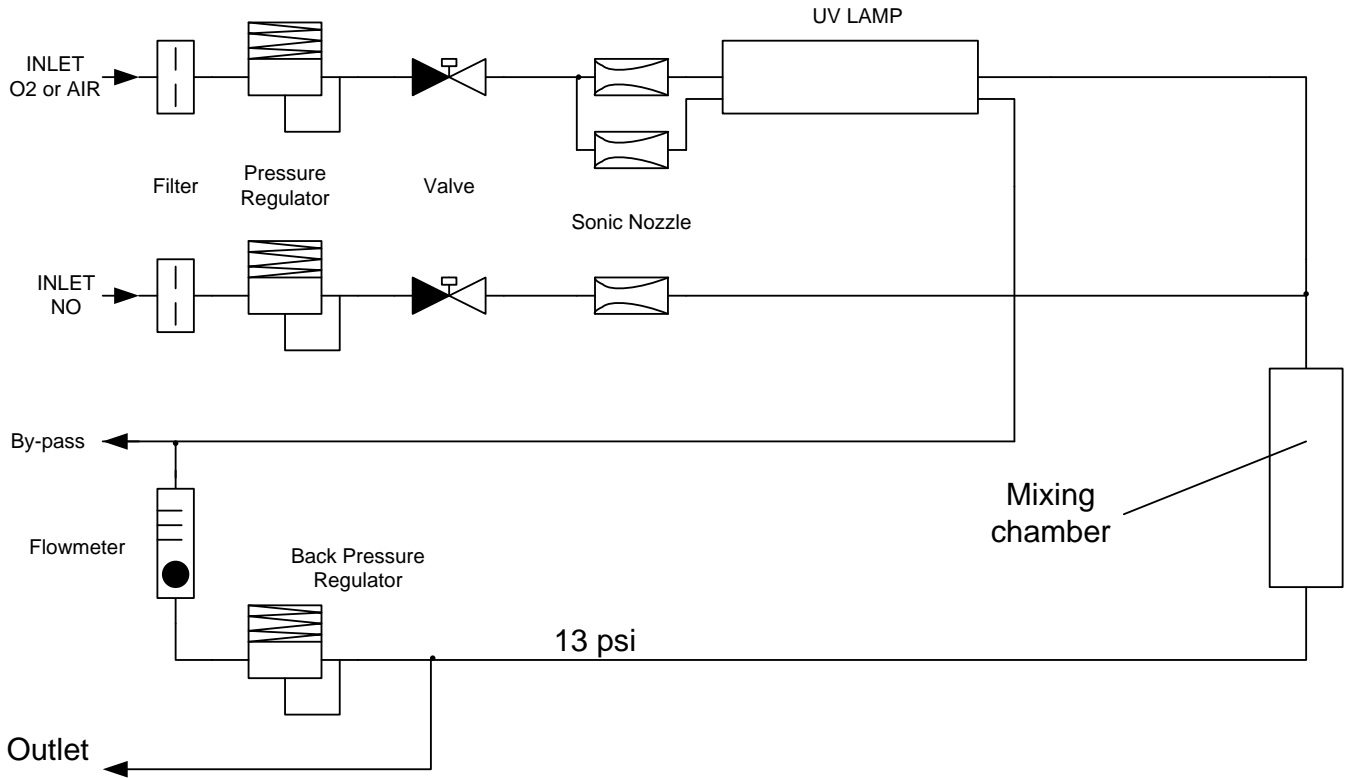 UV LAMP
INLET
O2 or AIR
Filter
Pressure
Regulator
Valve
Sonic Nozzle
INLET
NO
By-pass
Mixing
chamber
Flowmeter
Back Pressure
Regulator
13 psi
Outlet